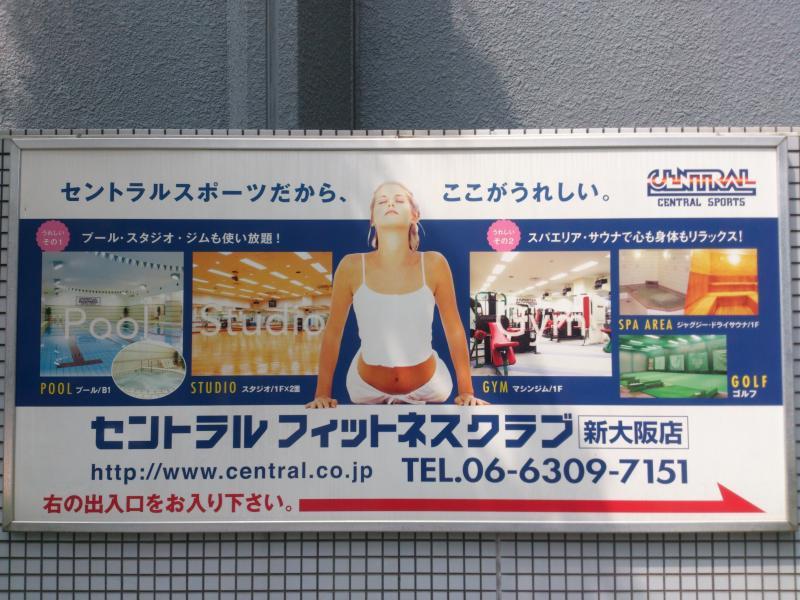 セントラルスポーツだから、 ここがうれしい。
CENTRAL
CENTRAL SPORTS
うれしい
その1
プール・スタジオ・ジムも使い放題！
うれしい
その2
スパエリア・サウナで心も身体もリラックス！
Pool Studio Gym
POOL プール/B1
STUDIO スタジオ/1F×2面
GYM マシンジム/1F
SPA AREA ジャグジー・ドライサウナ/1F
GOLF
ゴルフ
セントラル フィットネスクラブ 新大阪店
http://www.central.co.jp TEL.06-6309-7151
右の出入口をお入り下さい。